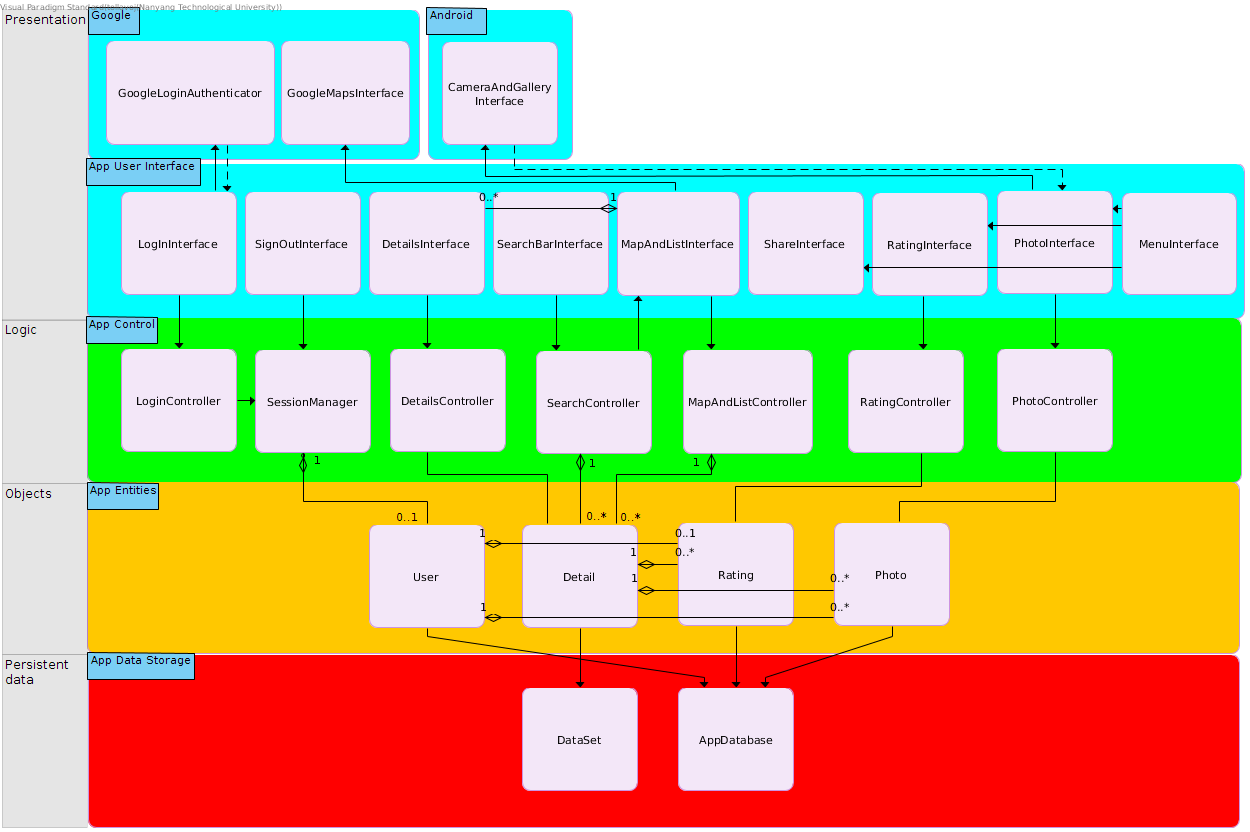 Visual Paradigm Standard(
(Nanyang Technological University))
Presentation
Google
Android
GoogleLoginAuthenticator
GoogleMapsInterface
CameraAndGallery
Interface
App User Interface
0..*
1
LogInInterface
SignOutInterface
DetailsInterface
SearchBarInterface
MapAndListInterface
ShareInterface
RatingInterface
PhotoInterface
MenuInterface
Logic
App Control
LoginController
SessionManager
DetailsController
SearchController
MapAndListController
RatingController
PhotoController
1
1
1
Objects
App Entities
0..1
0..*
0..*
1
0..1
1
0..*
1
0..*
1
0..*
User
Detail
Rating
Photo
Persistent
data
App Data Storage
DataSet
AppDatabase